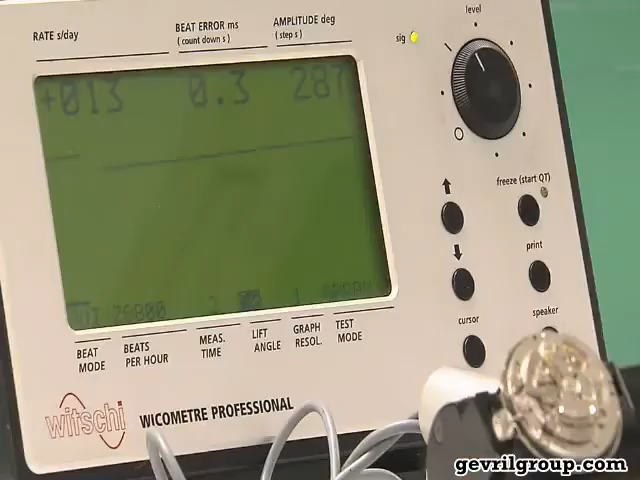 RATE s/day
BEAT ERROR ms
( count down s )
AMPLITUDE deg
( step s )
sig
level
+013 0.3 287
freeze (start QT)
print
speaker
cursor
28800
BEAT MODE
BEATS PER HOUR
MEAS. TIME
LIFT ANGLE
GRAPH RESOL.
TEST MODE
witschi
WICOMETRE PROFESSIONAL
gevrilgroup.com